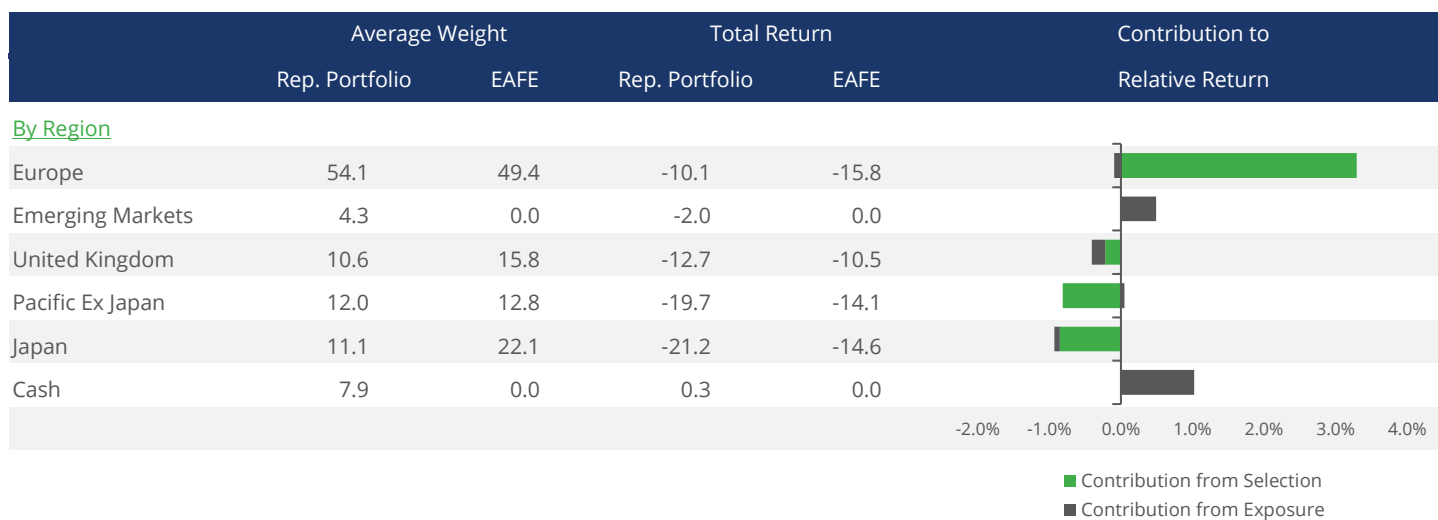 Average Weight Total Return Contribution to
Rep. Portfolio EAFE Rep. Portfolio EAFE Relative Return
By Region
Europe 54.1 49.4 -10.1 -15.8
Emerging Markets 4.3 0.0 -2.0 0.0
United Kingdom 10.6 15.8 -12.7 -10.5
Pacific Ex Japan 12.0 12.8 -19.7 -14.1
Japan 11.1 22.1 -21.2 -14.6
Cash 7.9 0.0 0.3 0.0
-2.0% -1.0% 0.0% 1.0% 2.0% 3.0% 4.0%
Contribution from Selection
Contribution from Exposure